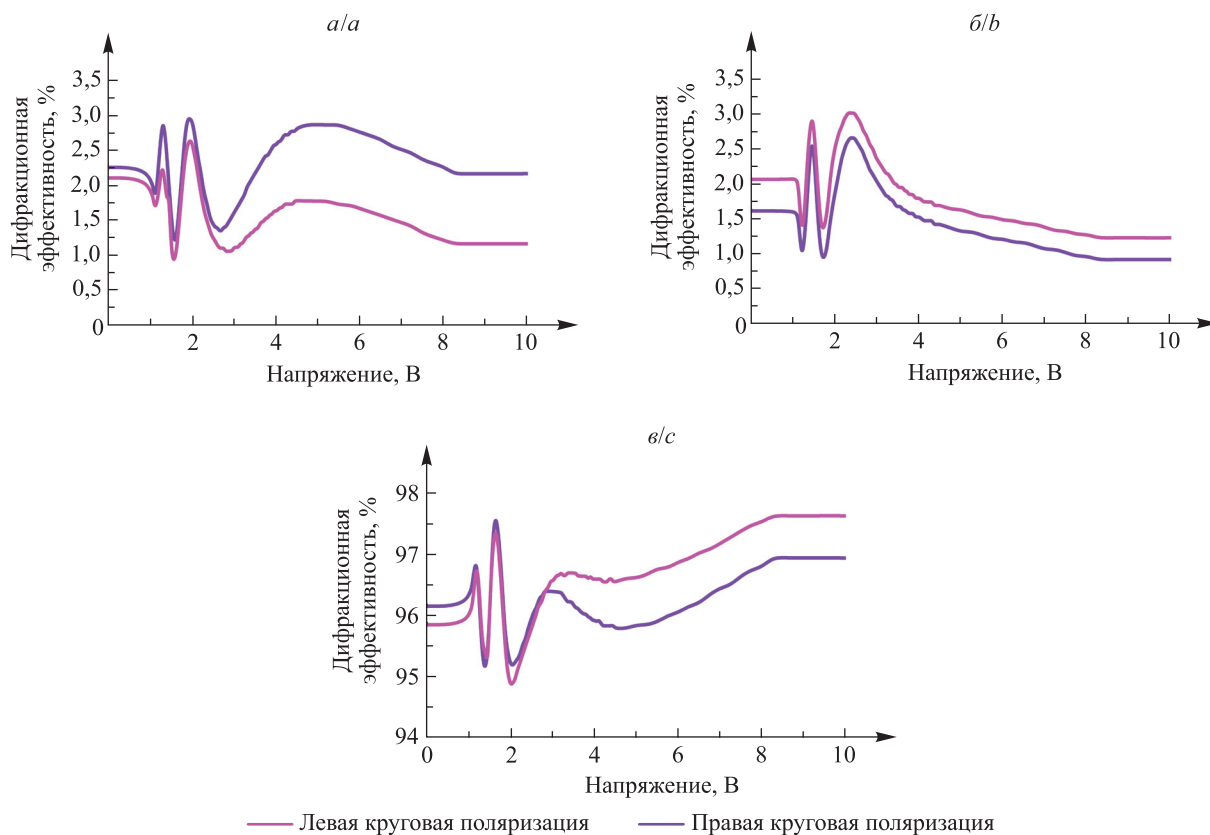 а/a
Дифракционная
эффективность, %
3,5
3,0
2,5
2,0
1,5
1,0
0,5
0
2
4
6
8
10
Напряжение, В
б/b
Дифракционная
эффективность, %
3,5
3,0
2,5
2,0
1,5
1,0
0,5
0
2
4
6
8
10
Напряжение, В
в/c
Дифракционная
эффективность, %
98
97
96
95
94
0
2
4
6
8
10
Напряжение, В
Левая круговая поляризация
Правая круговая поляризация